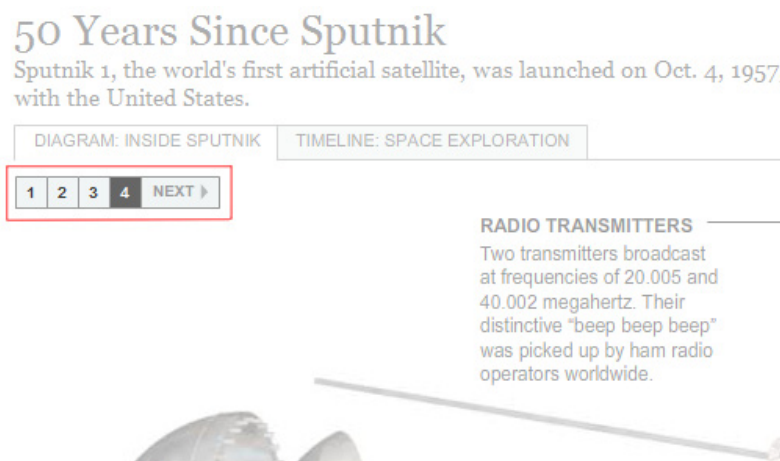 50 Years Since Sputnik
Sputnik 1, the world's first artificial satellite, was launched on Oct. 4, 1957
with the United States.
DIAGRAM: INSIDE SPUTNIK
TIMELINE: SPACE EXPLORATION
1 2 3 4 NEXT
RADIO TRANSMITTERS
Two transmitters broadcast
at frequencies of 20.005 and
40.002 megahertz. Their
distinctive “beep beep beep”
was picked up by ham radio
operators worldwide.